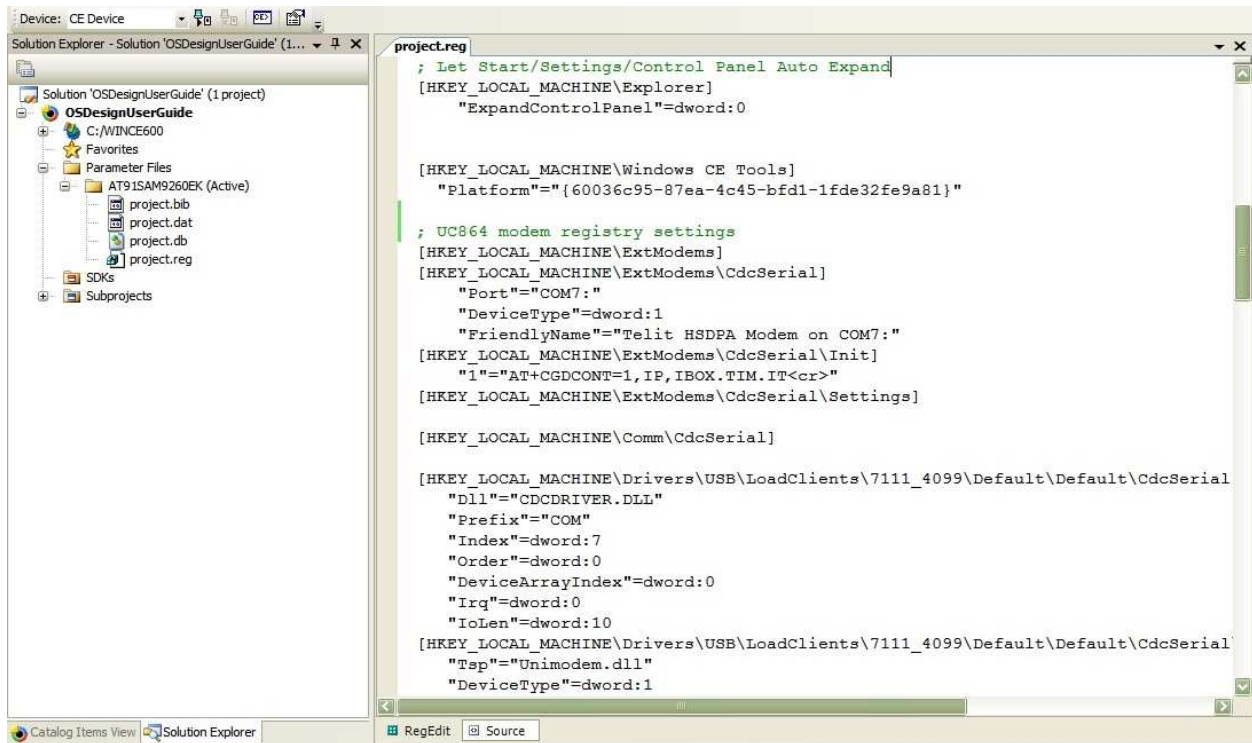 Device: CE Device
Solution Explorer - Solution 'OSDesignUserGuide' (1...
Solution 'OSDesignUserGuide' (1 project)
OSDesignUserGuide
C:/WINCE600
Favorites
Parameter Files
AT91SAM9260EK (Active)
project.bib
project.dat
project.db
project.reg
SDKs
Subprojects
Catalog Items View
Solution Explorer
project.reg
; Let Start/Settings/Control Panel Auto Expand
[HKEY_LOCAL_MACHINE\Explorer]
"ExpandControlPanel"=dword:0
[HKEY_LOCAL_MACHINE\Windows CE Tools]
"Platform"="{60036c95-87ea-4c45-bfd1-1fde32fe9a81}"
; UC864 modem registry settings
[HKEY_LOCAL_MACHINE\ExtModems]
[HKEY_LOCAL_MACHINE\ExtModems\CdcSerial]
"Port"="COM7:"
"DeviceType"=dword:1
"FriendlyName"="Telit HSDPA Modem on COM7:"
[HKEY_LOCAL_MACHINE\ExtModems\CdcSerial\Init]
"1"="AT+CGDCONT=1,IP,IBOX.TIM.IT<cr>"
[HKEY_LOCAL_MACHINE\ExtModems\CdcSerial\Settings]
[HKEY_LOCAL_MACHINE\Comm\CdcSerial]
[HKEY_LOCAL_MACHINE\Drivers\USB\LoadClients\7111_4099\Default\Default\CdcSerial
"Dll"="CDCDRIVER.DLL"
"Prefix"="COM"
"Index"=dword:7
"Order"=dword:0
"DeviceArrayIndex"=dword:0
"Irq"=dword:0
"IoLen"=dword:10
[HKEY_LOCAL_MACHINE\Drivers\USB\LoadClients\7111_4099\Default\Default\CdcSerial\
"Tsp"="Unimodem.dll"
"DeviceType"=dword:1
RegEdit
Source